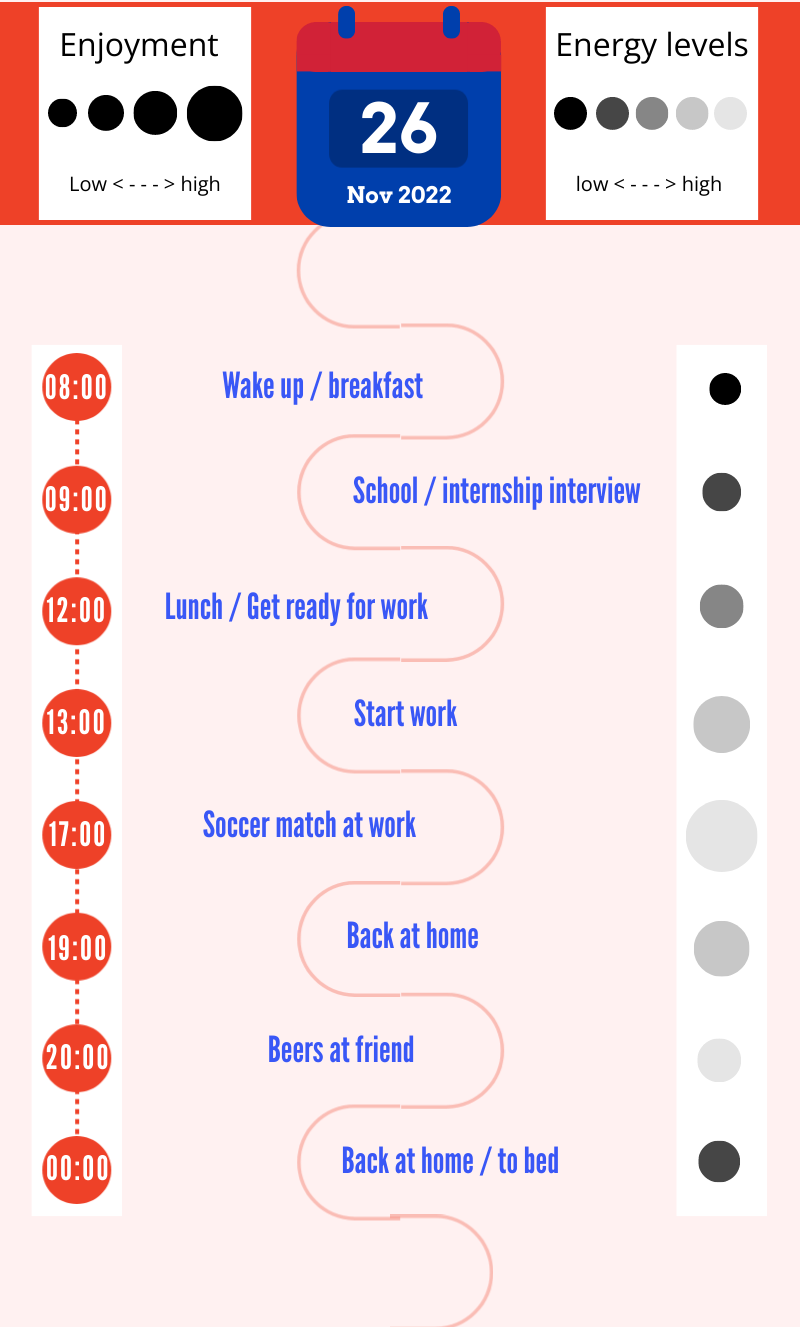 Enjoyment
Low < - - - > high
26
Nov 2022
Energy levels
low < - - - > high
08:00 Wake up / breakfast
09:00 School / internship interview
12:00 Lunch / Get ready for work
13:00 Start work
17:00 Soccer match at work
19:00 Back at home
20:00 Beers at friend
00:00 Back at home / to bed